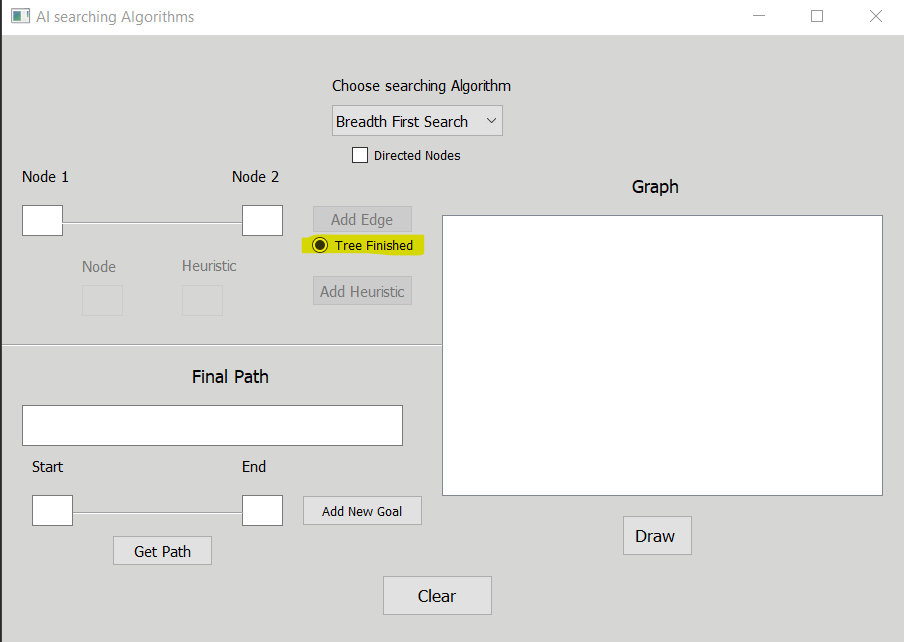 AI searching Algorithms
Choose searching Algorithm
Breadth First Search
Directed Nodes
Node 1
Node 2
Graph
Add Edge
Tree Finished
Node
Heuristic
Add Heuristic
Final Path
Start
End
Add New Goal
Draw
Get Path
Clear